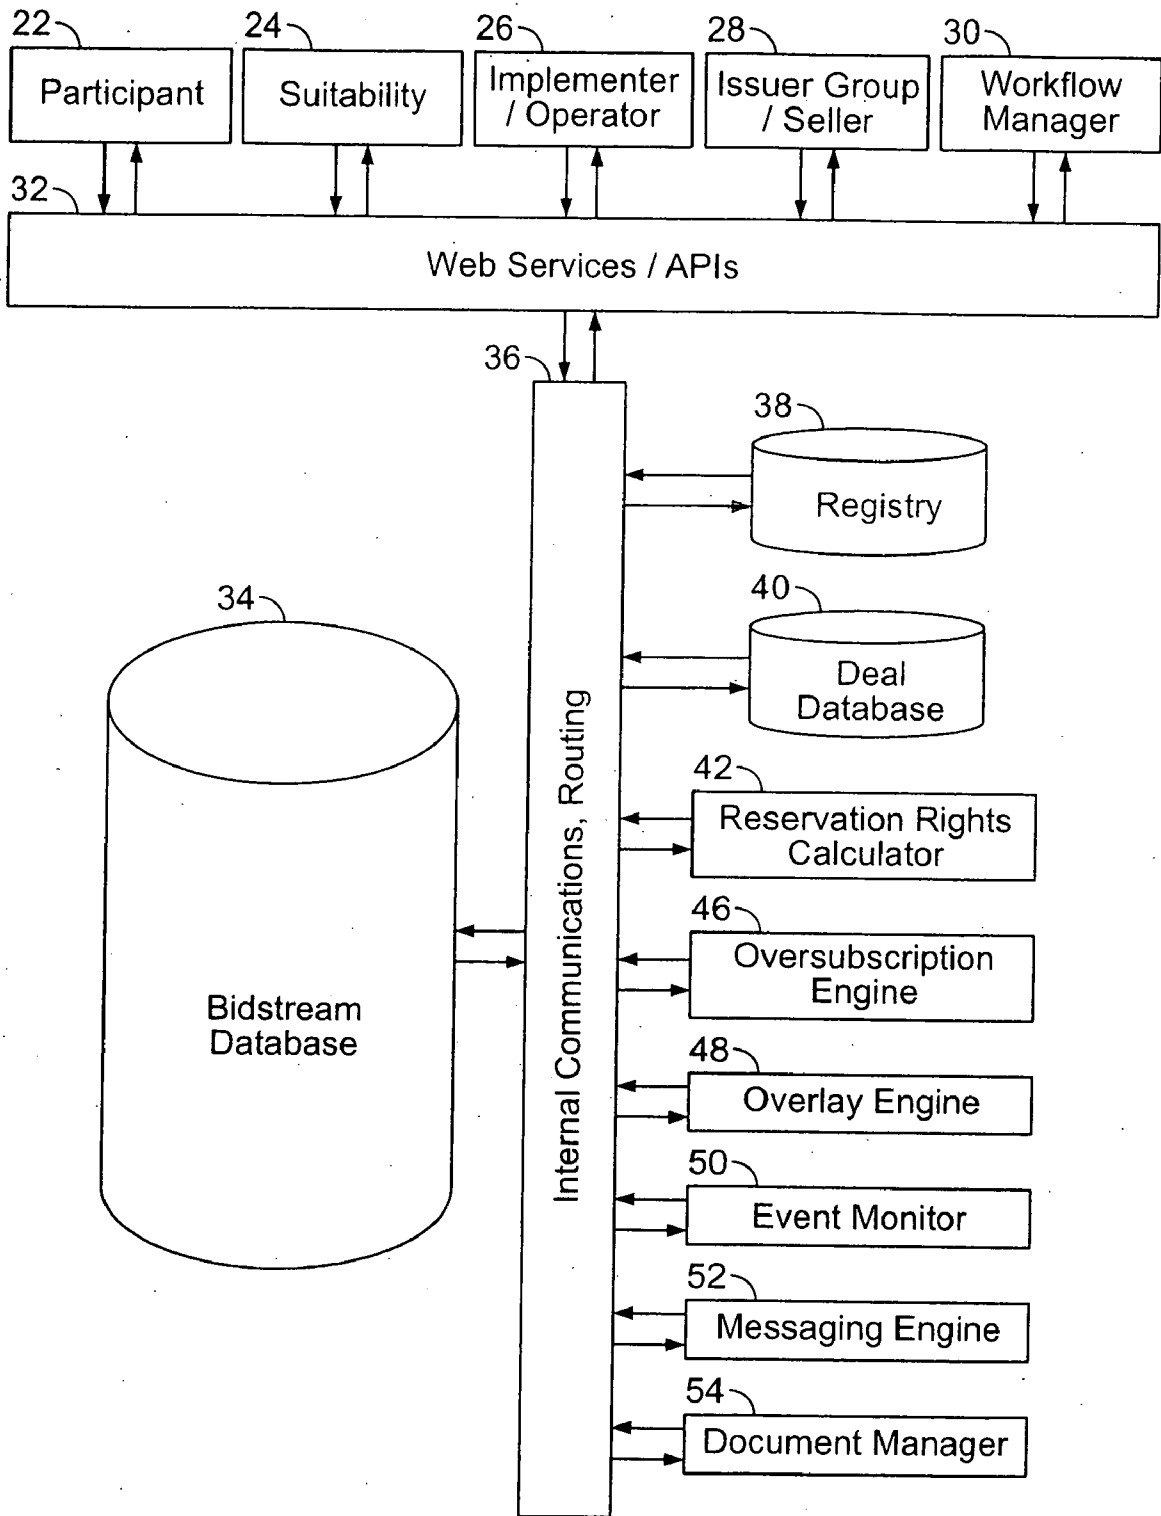 22
24
26
28
30
Participant
Suitability
Implementer
/ Operator
Issuer Group
/ Seller
Workflow
Manager
32
Web Services / APIs
36
38
Registry
40
Deal
Database
34
Bidstream
Database
Internal Communications, Routing
42
Reservation Rights
Calculator
46
Oversubscription
Engine
48
Overlay Engine
50
Event Monitor
52
Messaging Engine
54
Document Manager